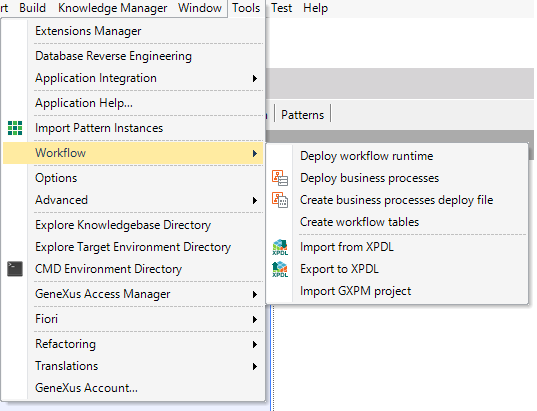 rt Build Knowledge Manager Window Tools Test Help
Extensions Manager
Database Reverse Engineering
Application Integration
Application Help...
Patterns
Import Pattern Instances
Workflow
Options
Advanced
Explore Knowledgebase Directory
Explore Target Environment Directory
CMD Environment Directory
GeneXus Access Manager
Fiori
Refactoring
Translations
GeneXus Account...
Deploy workflow runtime
Deploy business processes
Create business processes deploy file
Create workflow tables
XPDL Import from XPDL
XPDL Export to XPDL
Import GXPM project